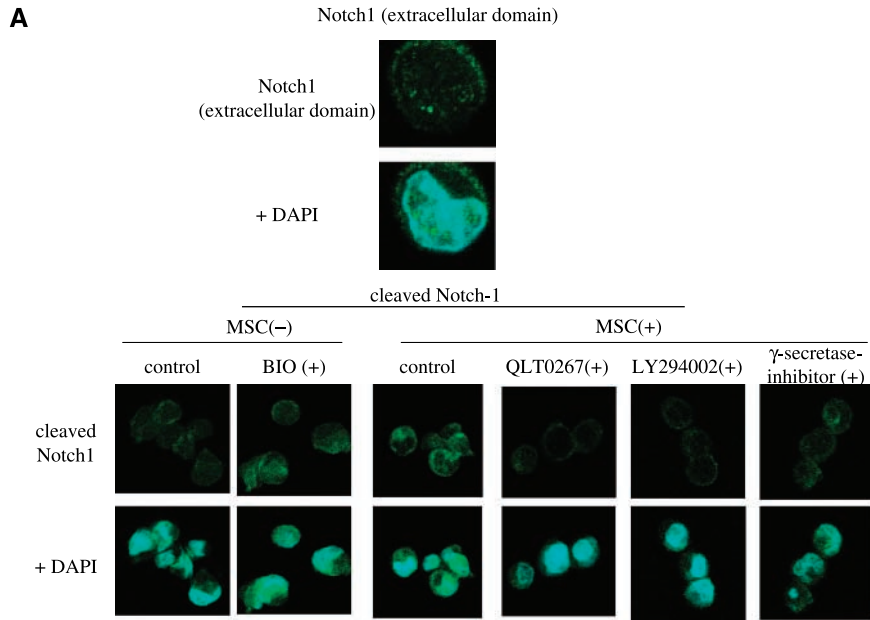 A
Notch1 (extracellular domain)
Notch1
(extracellular domain)
+ DAPI
cleaved Notch-1
MSC(−)
MSC(+)
control
BIO (+)
control
QLT0267(+)
LY294002(+)
γ-secretase-
inhibitor (+)
cleaved
Notch1
+ DAPI